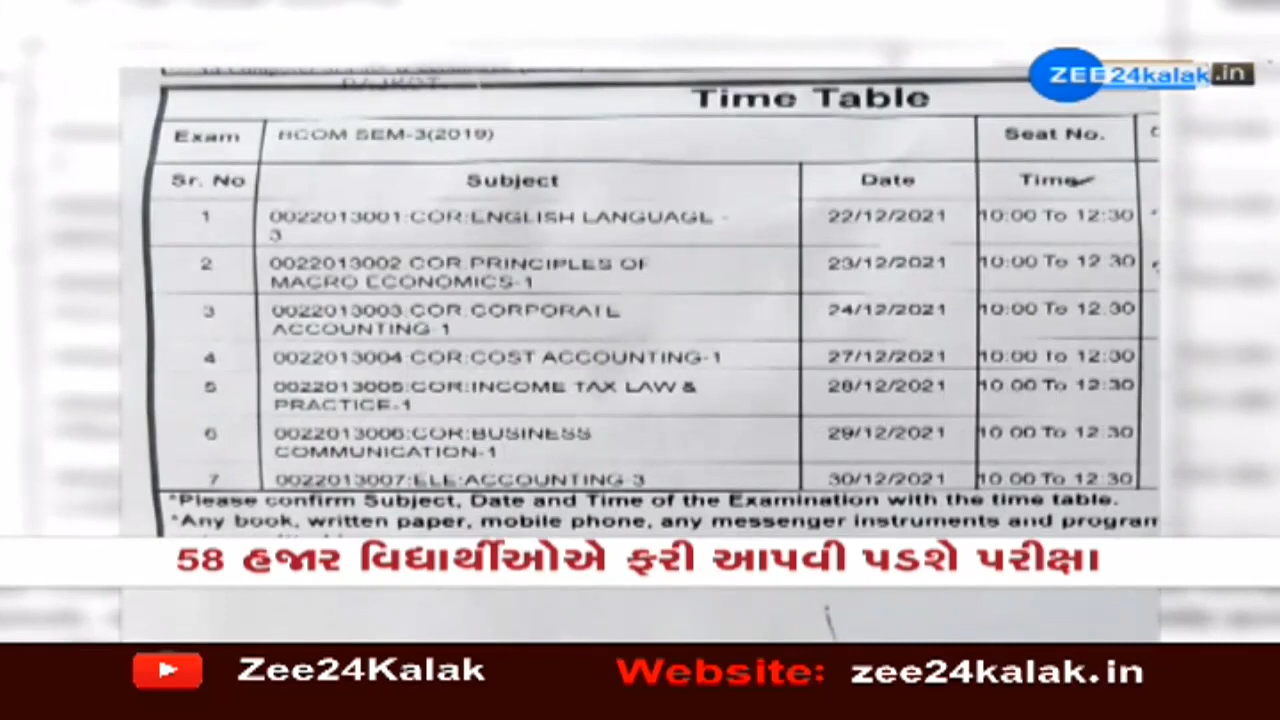 ZEE24kalak.in
RAJKOT
Time Table
Exam BCOM SEM-3(2019) Seat No.
Sr. No Subject Date Time
1 0022013001:COR:ENGLISH LANGUAGE - 22/12/2021 10:00 To 12:30
3
2 0022013002:COR:PRINCIPLES OF 23/12/2021 10:00 To 12:30
MACRO ECONOMICS-1
3 0022013003:COR:CORPORATE 24/12/2021 10:00 To 12:30
ACCOUNTING-1
4 0022013004:COR:COST ACCOUNTING-1 27/12/2021 10:00 To 12:30
5 0022013005:COR:INCOME TAX LAW & 28/12/2021 10:00 To 12:30
PRACTICE-1
6 0022013006:COR:BUSINESS 29/12/2021 10:00 To 12:30
COMMUNICATION-1
7 0022013007:ELE:ACCOUNTING-3 30/12/2021 10:00 To 12:30
*Please confirm Subject, Date and Time of the Examination with the time table.
*Any book, written paper, mobile phone, any messenger instruments and program
58 હજાર વિદ્યાર્થીઓએ ફરી આપવી પડશે પરીક્ષા
Zee24Kalak Website: zee24kalak.in